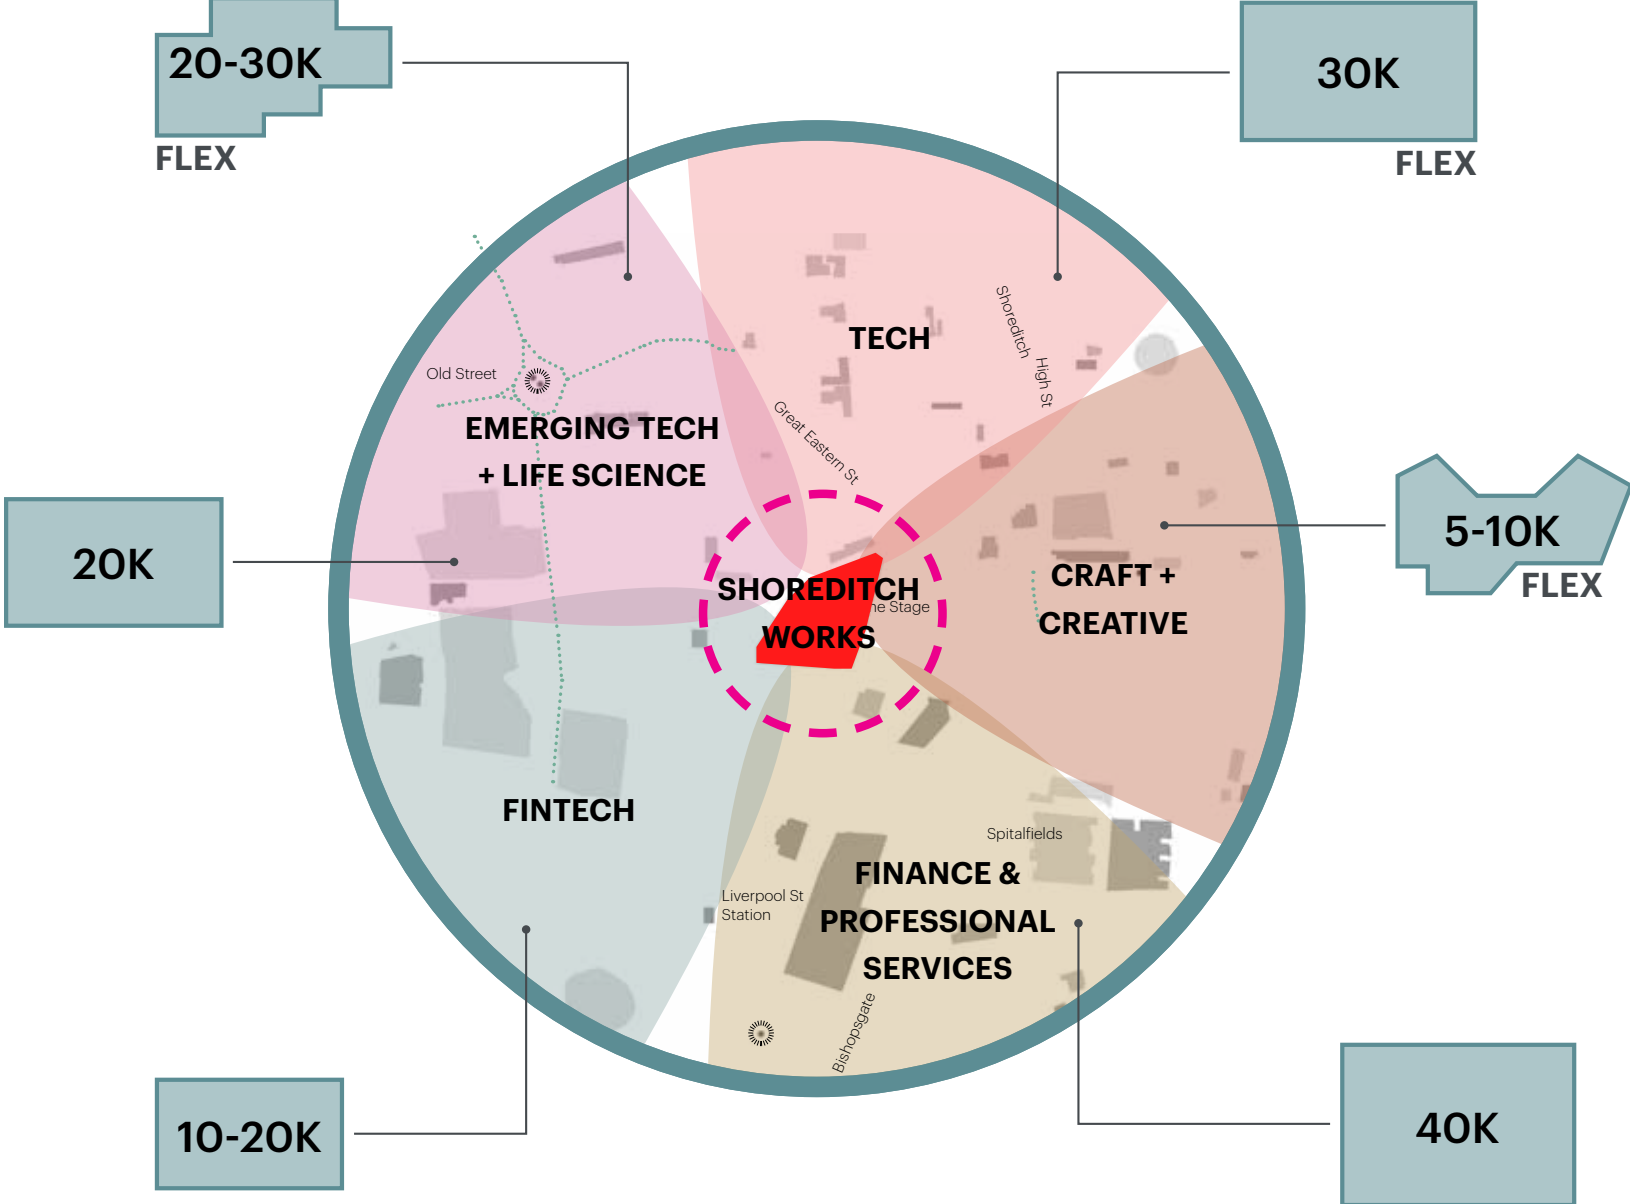 20-30K
FLEX
30K
FLEX
TECH
Shoreditch High St
Old Street
EMERGING TECH
+ LIFE SCIENCE
Great Eastern St
20K
5-10K
FLEX
SHOREDITCH
WORKS
Stage
CRAFT +
CREATIVE
FINTECH
Spitalfields
Liverpool St
Station
FINANCE &
PROFESSIONAL
SERVICES
Bishopsgate
10-20K
40K